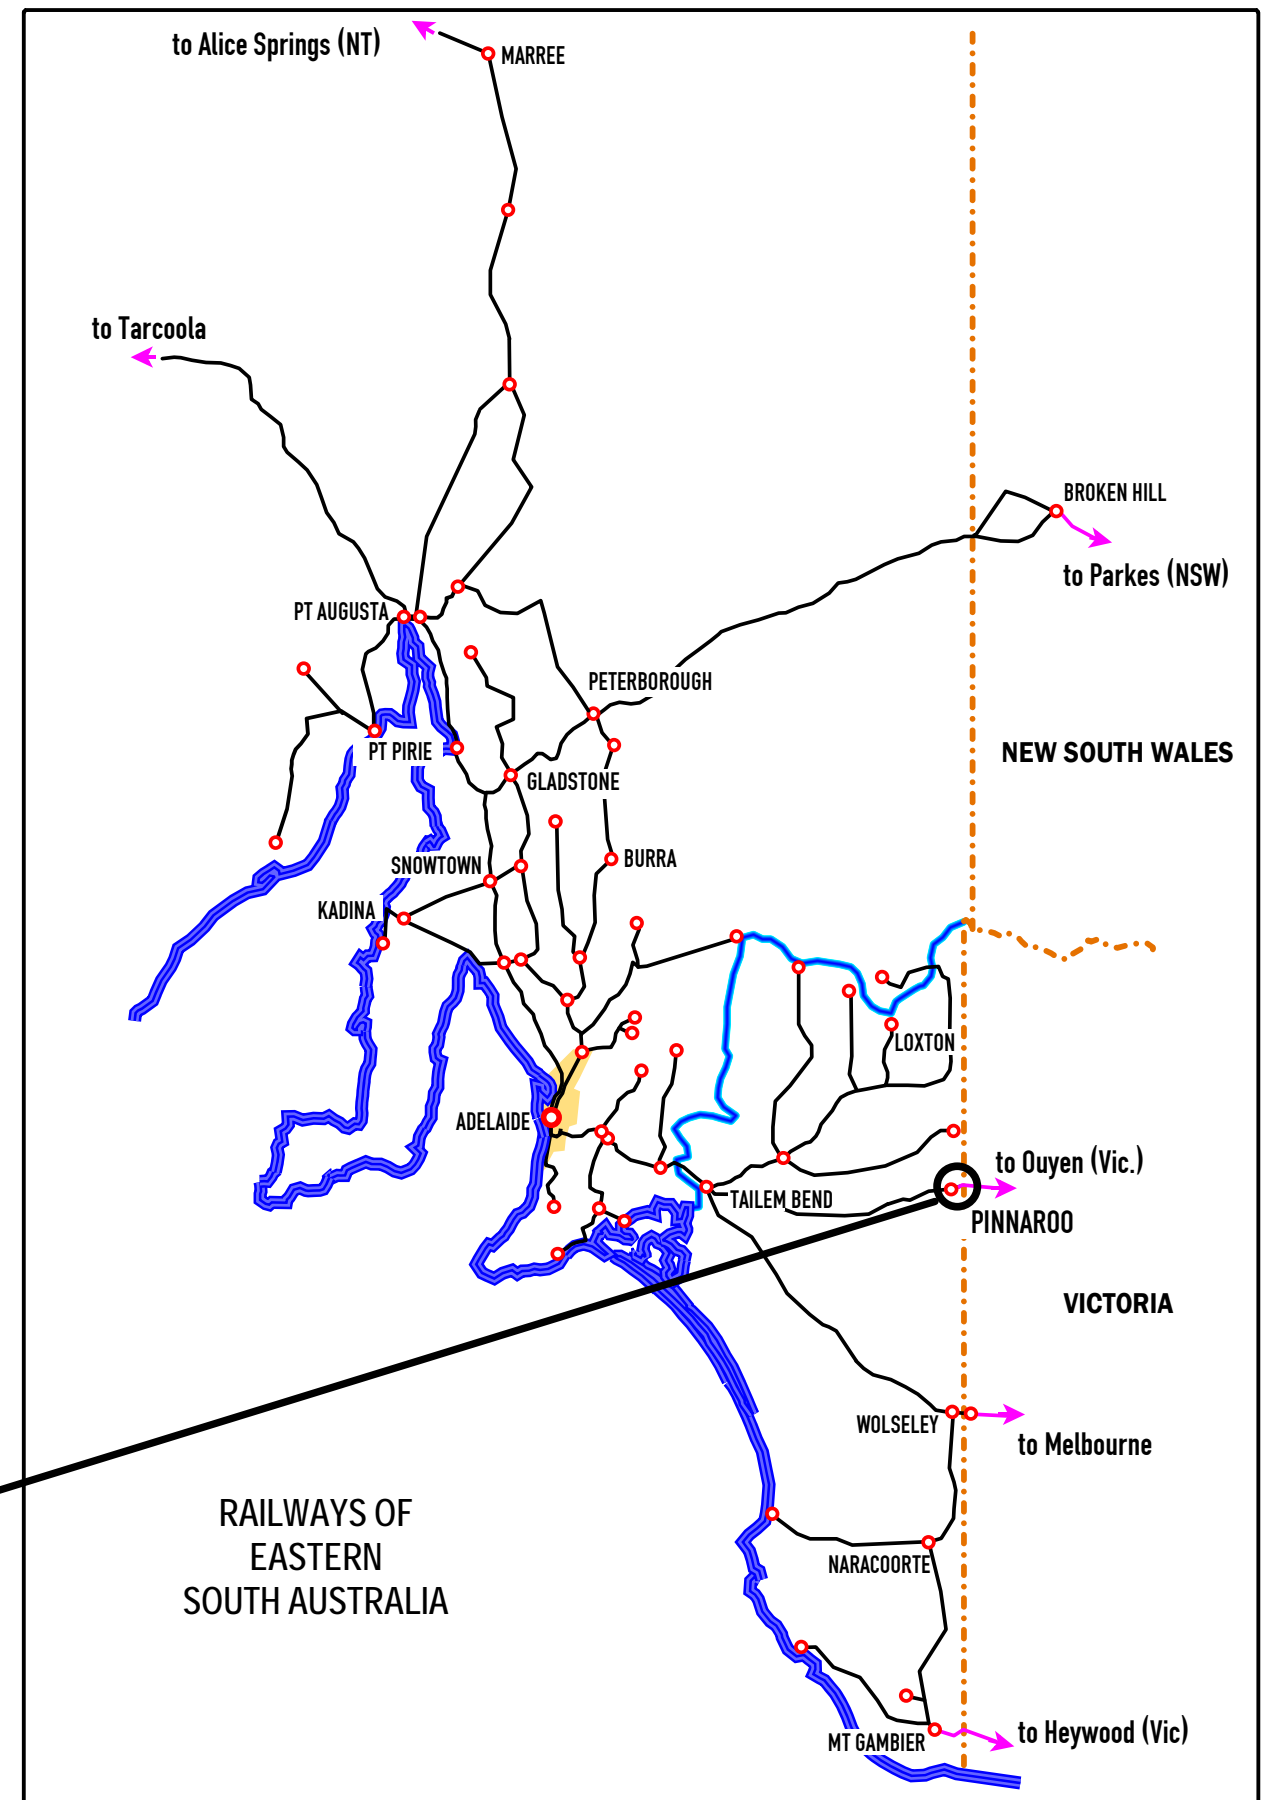 to Alice Springs (NT)
MARREE
to Tarcoola
BROKEN HILL
to Parkes (NSW)
PT AUGUSTA
PETERBOROUGH
NEW SOUTH WALES
PT PIRIE
GLADSTONE
SNOWTOWN
BURRA
KADINA
LOXTON
ADELAIDE
to Ouyen (Vic.)
TAILEM BEND
PINNAROO
VICTORIA
WOLSELEY
to Melbourne
RAILWAYS OF
EASTERN
SOUTH AUSTRALIA
NARACOORTE
MT GAMBIER
to Heywood (Vic)